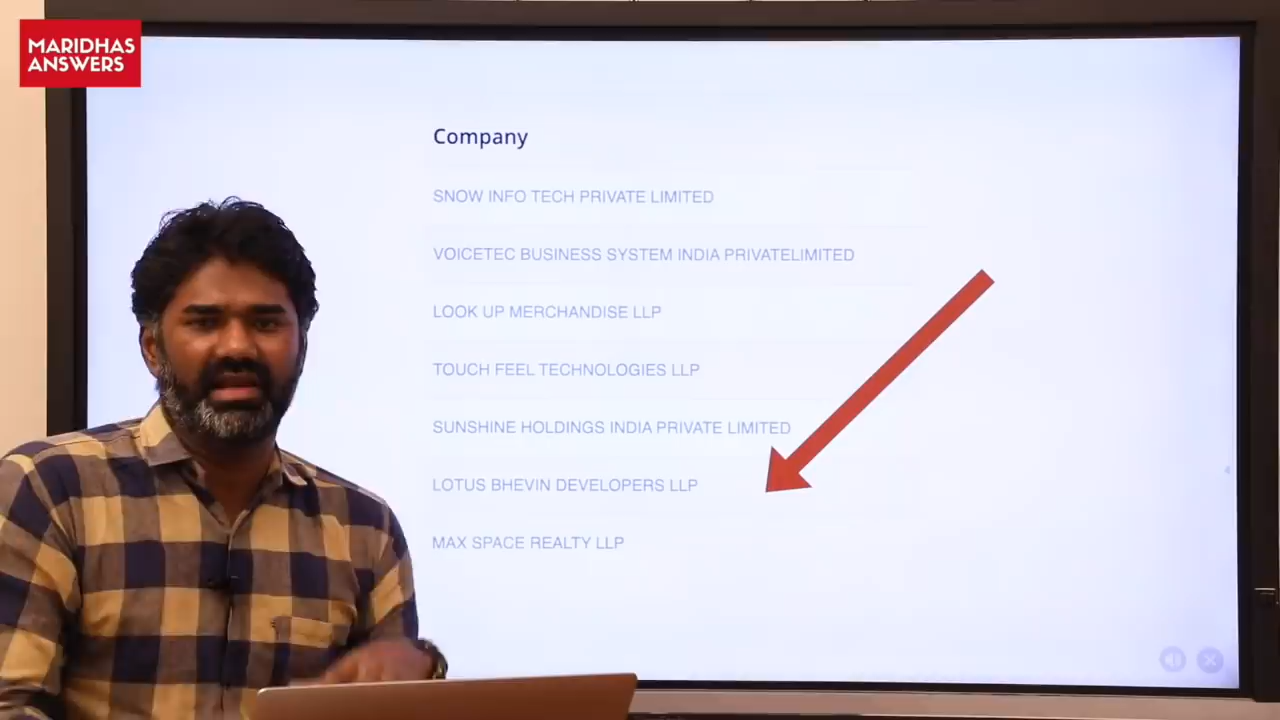 MARIDHAS
ANSWERS
Company
SNOW INFO TECH PRIVATE LIMITED
VOICETEC BUSINESS SYSTEM INDIA PRIVATELIMITED
LOOK UP MERCHANDISE LLP
TOUCH FEEL TECHNOLOGIES LLP
SUNSHINE HOLDINGS INDIA PRIVATE LIMITED
LOTUS BHEVIN DEVELOPERS LLP
MAX SPACE REALTY LLP